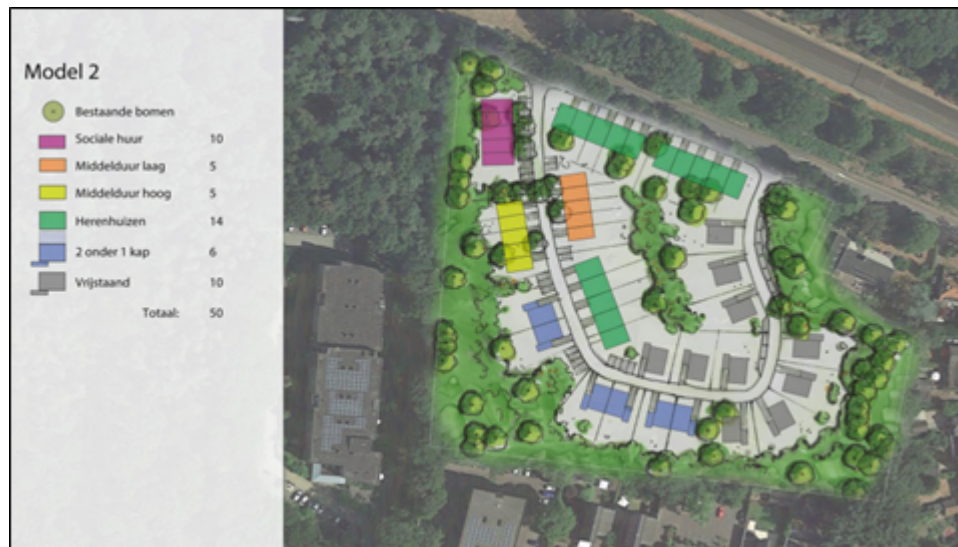 Model 2
Bestaande bomen
Sociale huur 10
Middelduur laag 5
Middelduur hoog 5
Herenhuizen 14
2 onder 1 kap 6
Vrijstaand 10
Totaal: 50